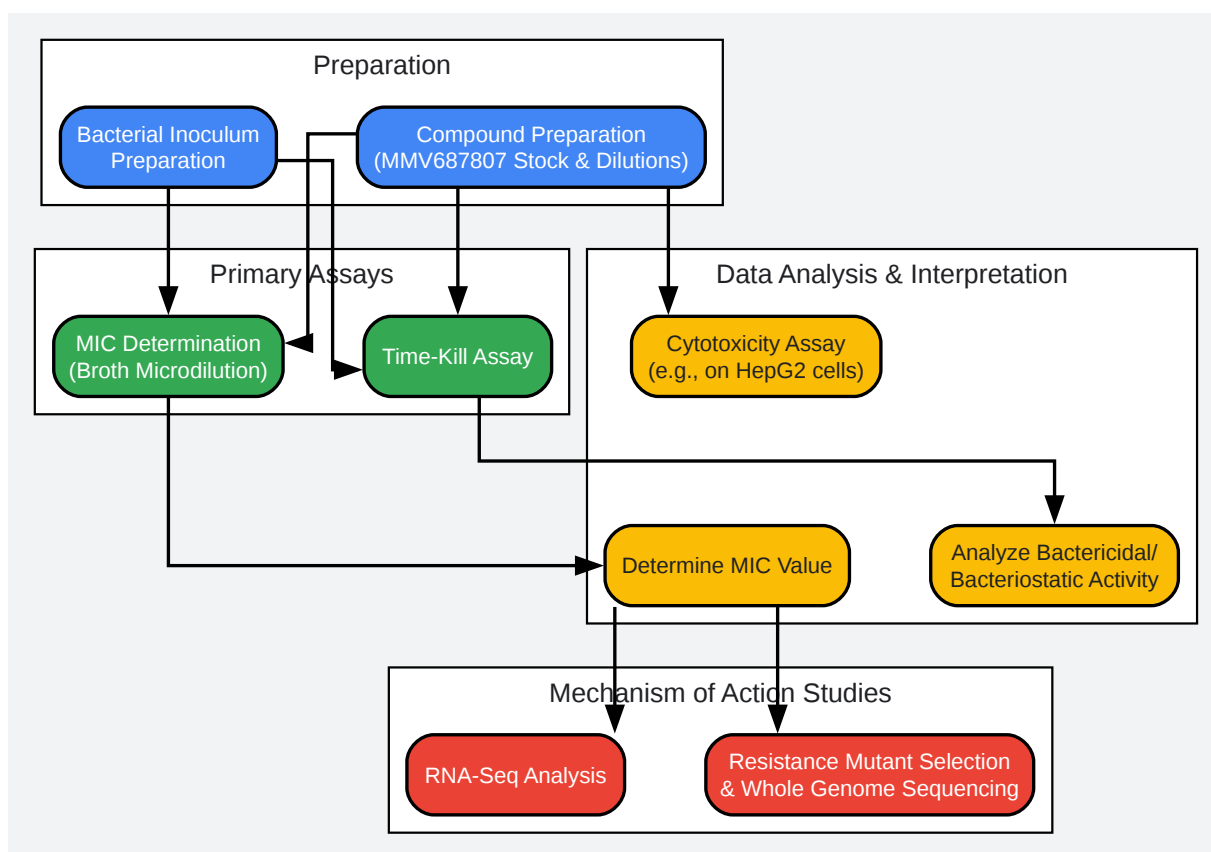 Preparation
Bacterial Inoculum
Preparation
Compound Preparation
(MMV687807 Stock & Dilutions)
Primary Assays
MIC Determination
(Broth Microdilution)
Time-Kill Assay
Data Analysis & Interpretation
Cytotoxicity Assay
(e.g., on HepG2 cells)
Determine MIC Value
Analyze Bactericidal/
Bacteriostatic Activity
Mechanism of Action Studies
RNA-Seq Analysis
Resistance Mutant Selection
& Whole Genome Sequencing